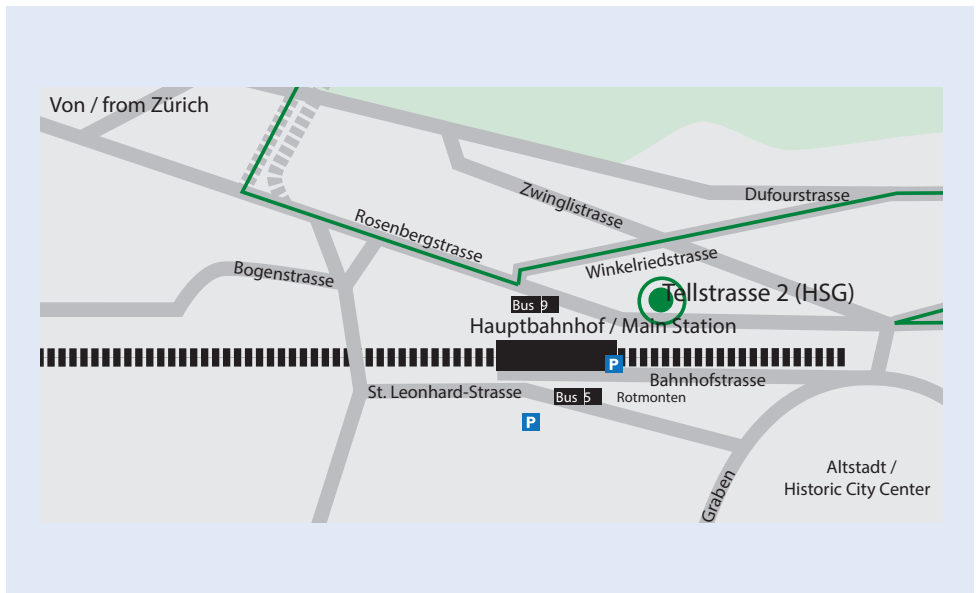 Von / from Zürich
Zwinglistrasse
Dufourstrasse
Rosenbergstrasse
Winkelriedstrasse
Bogenstrasse
Tellstrasse 2 (HSG)
Bus 9
Hauptbahnhof / Main Station
P
Bahnhofstrasse
St. Leonhard-Strasse
Bus 5
Rotmonten
P
Altstadt /
Historic City Center
Graben